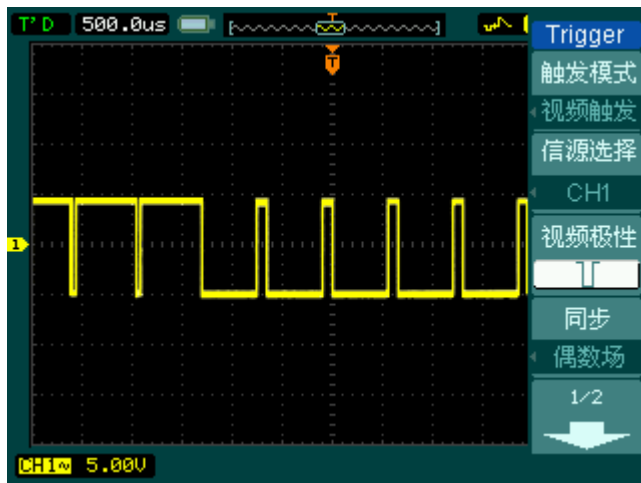 T'D 500.0us
T
Trigger
触发模式
视频触发
信源选择
CH1
视频极性
同步
偶数场
1/2
1
CH1~ 5.00V